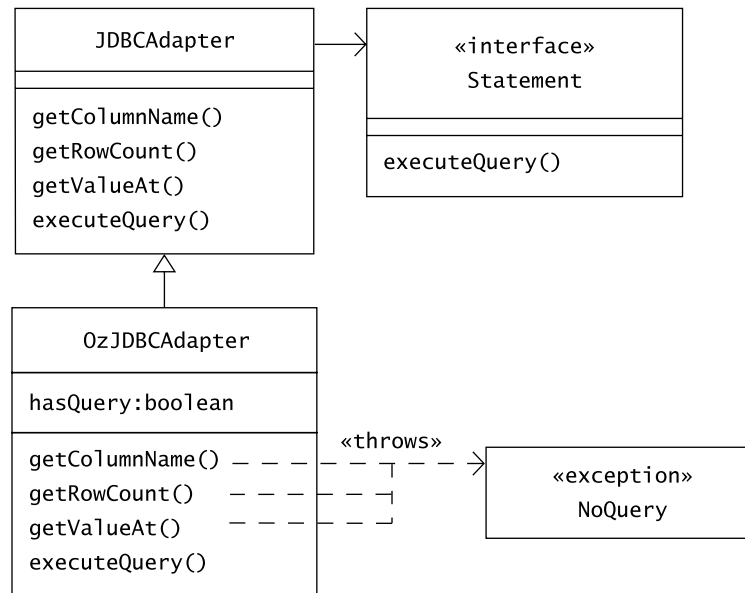 JDBCAdapter
getColumnName()
getRowCount()
getValueAt()
executeQuery()
«interface»
Statement
executeQuery()
OzJDBCAdapter
hasQuery:boolean
getColumnName()
getRowCount()
getValueAt()
executeQuery()
«throws»
«exception»
NoQuery